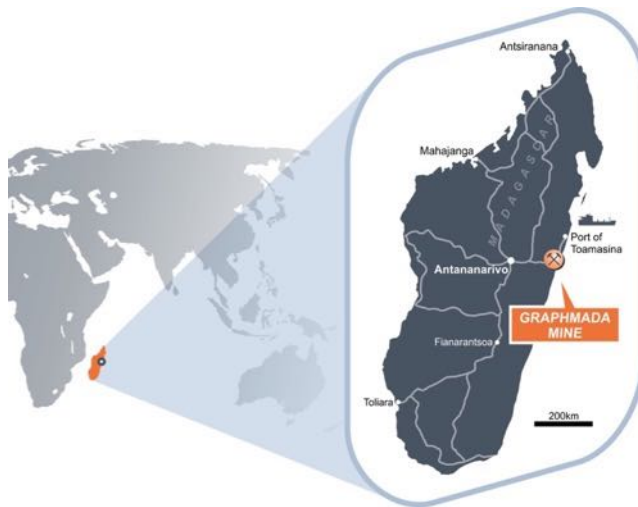 Antsiranana
Mahajanga
MADAGASCAR
Port of
Toamasina
Antananarivo
GRAPHMADA
MINE
Fianarantsoa
Toliara
200km